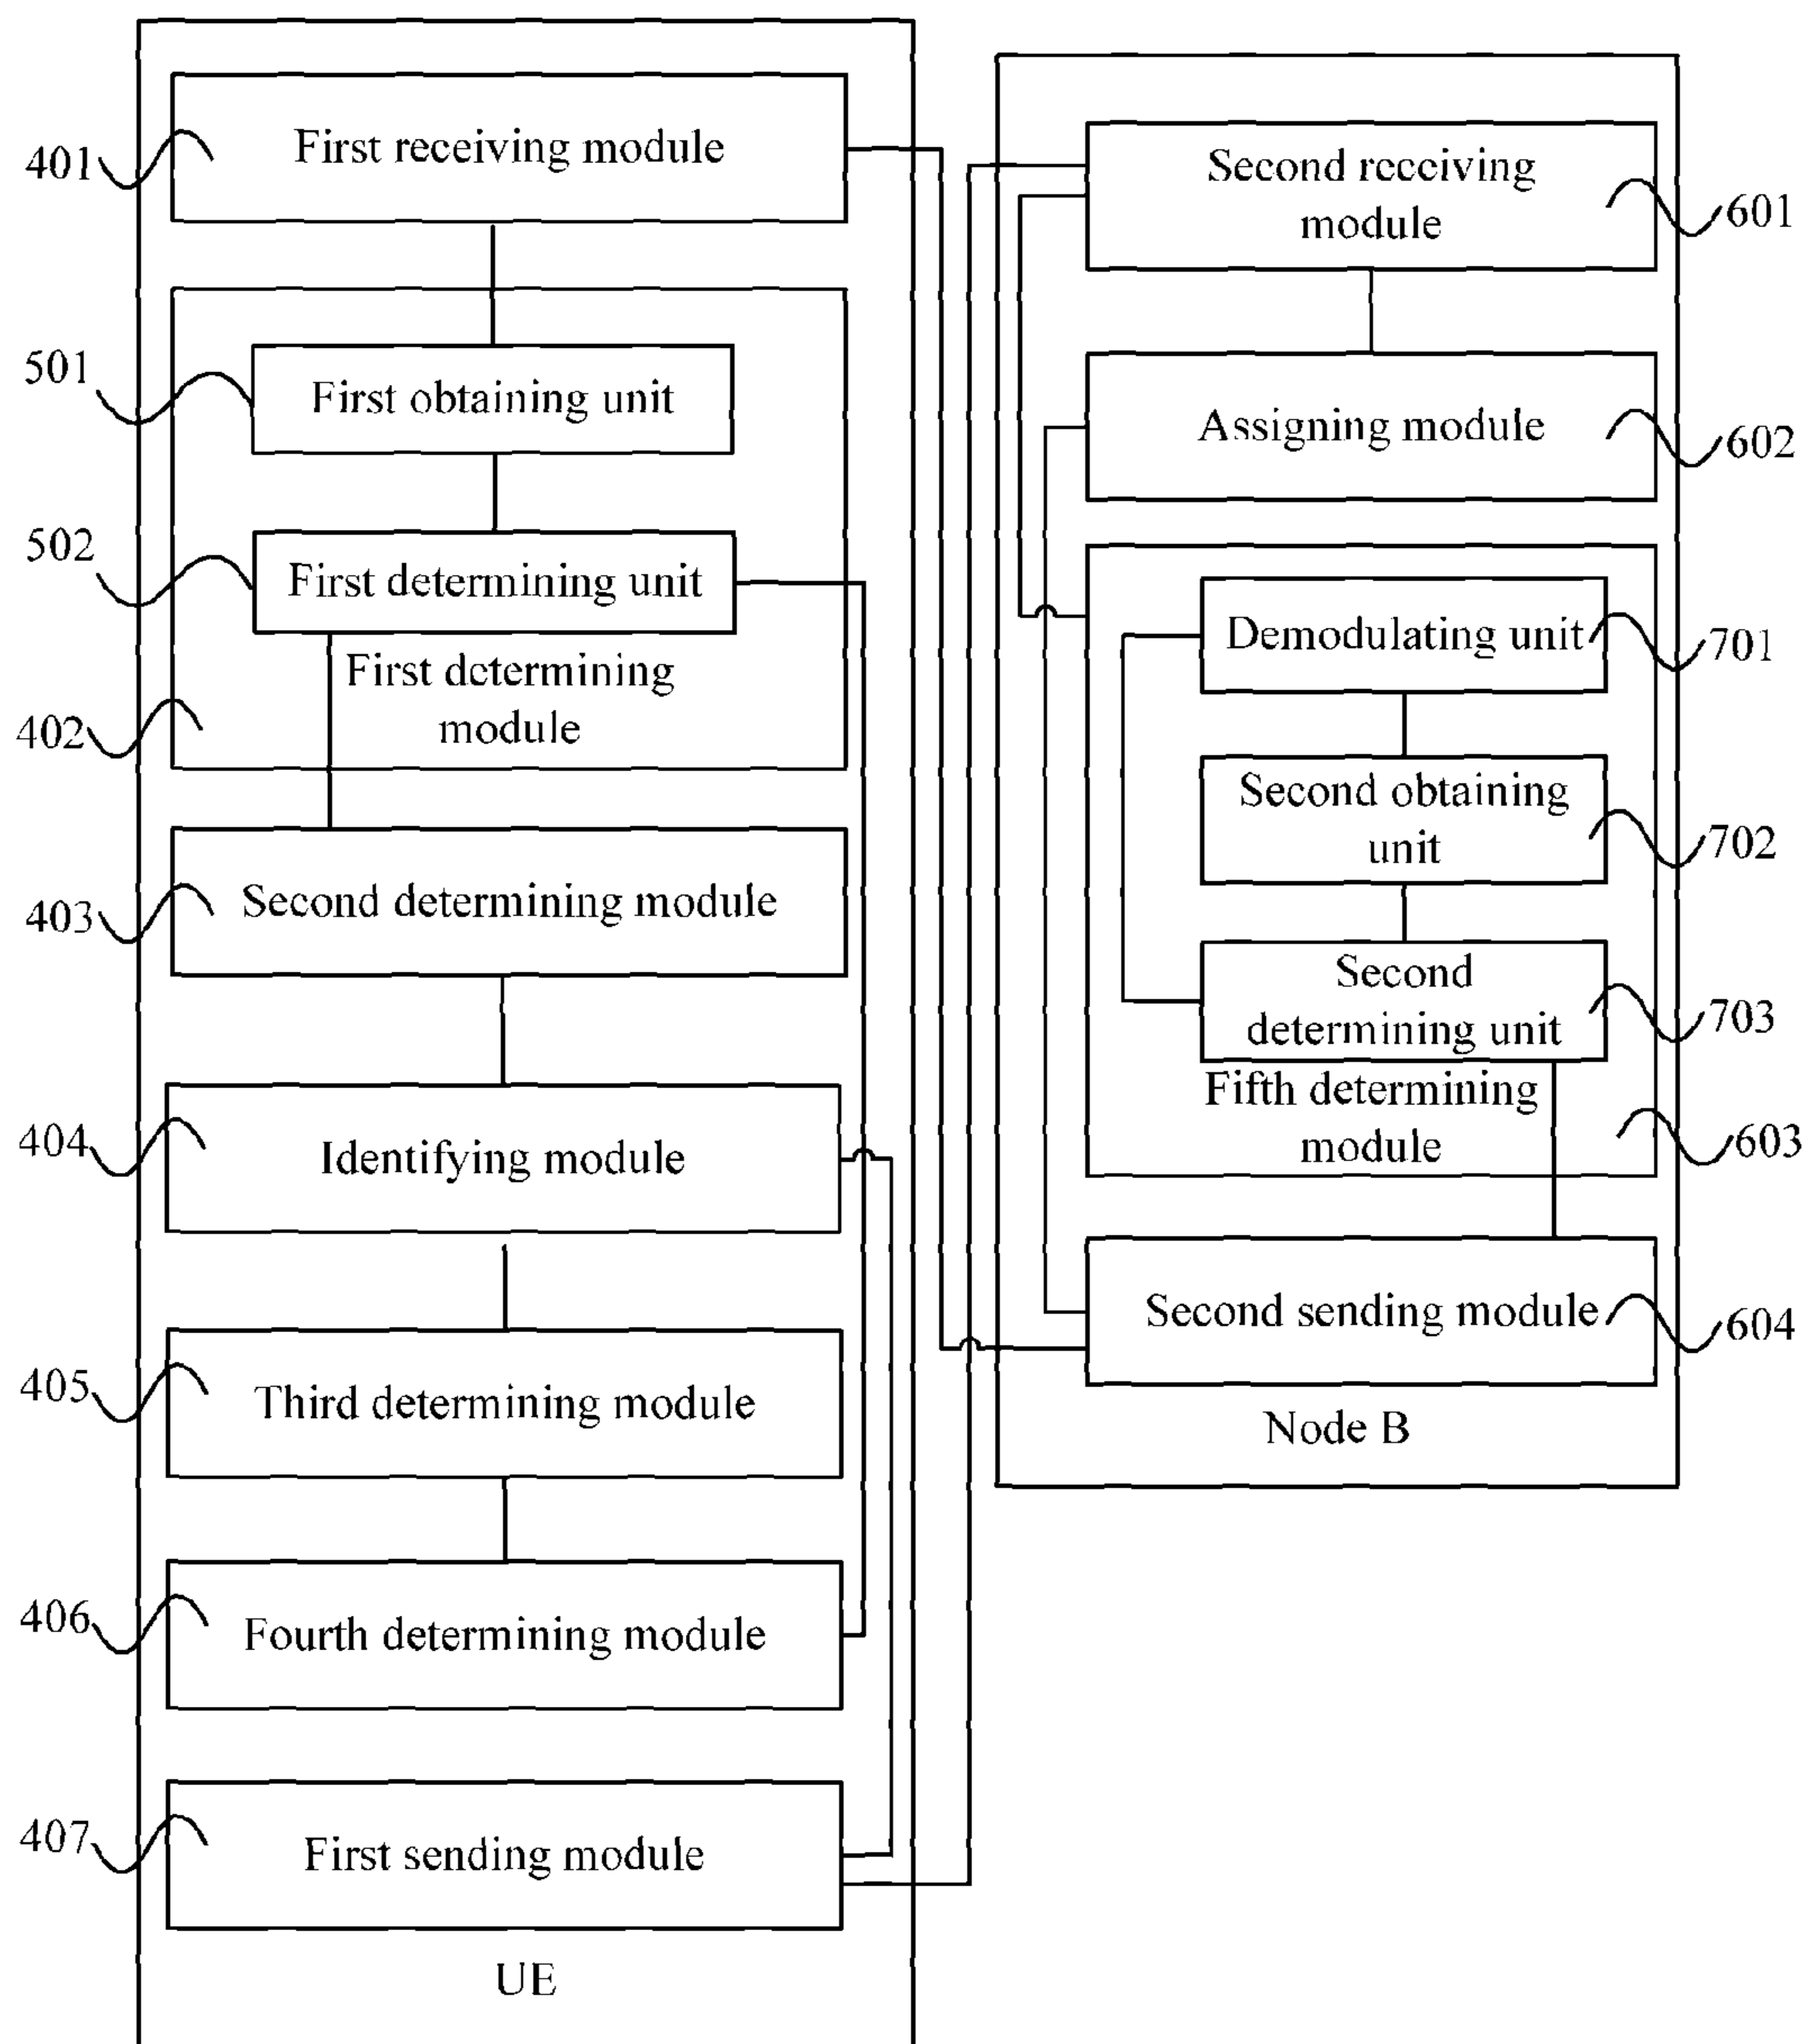 401
First receiving module
501
First obtaining unit
502
First determining unit
First determining
module
402
403
Second determining module
404
Identifying module
405
Third determining module
406
Fourth determining module
407
First sending module
UE
Second receiving
module
601
Assigning module
602
Demodulating unit
701
Second obtaining
unit
702
Second
determining unit
703
Fifth determining
module
603
Second sending module
604
Node B